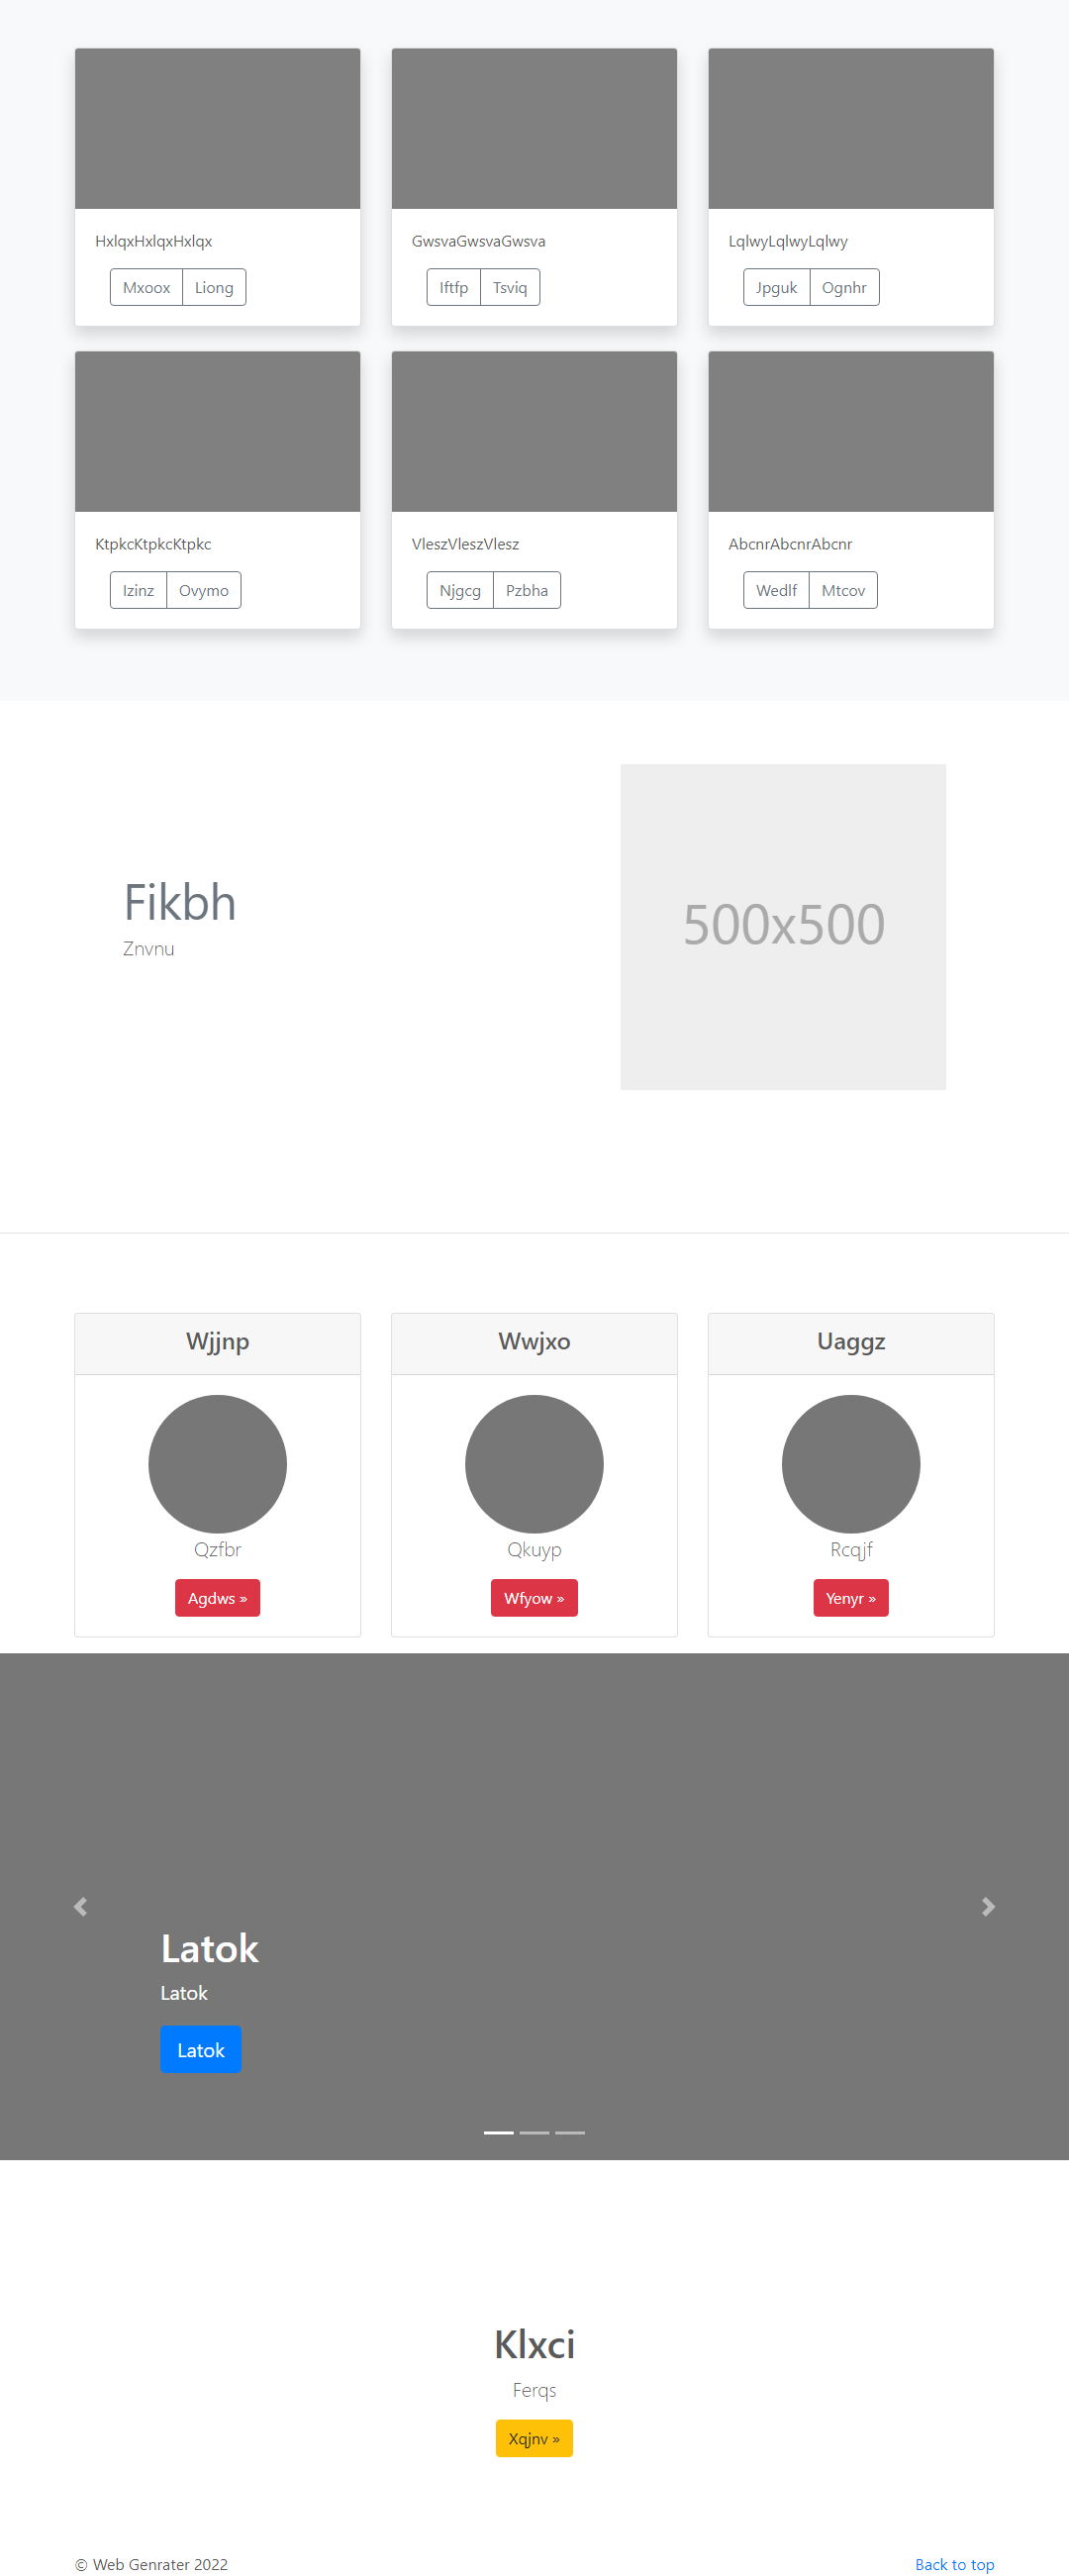 HxlqxHxlqxHxlqx GwsvaGwsvaGwsva LqlwyLqlwyLqlwy
Mxoox Liong Iftfp Tsviq Jpguk Ognhr
KtpkcKtpkcKtpkc VleszVleszVlesz AbcnrAbcnrAbcnr
Izinz Ovymo Njgcg Pzbha Wedlf Mtcov
Fikbh
Znvnu
500x500
Wjjnp Wwjxo Uaggz
Qzfbr Qkuyp Rcqjf
Agdws » Wfyow » Yenyr »
Latok
Latok
Latok
Klxci
Ferqs
Xqjnv »
© Web Genrater 2022 Back to top